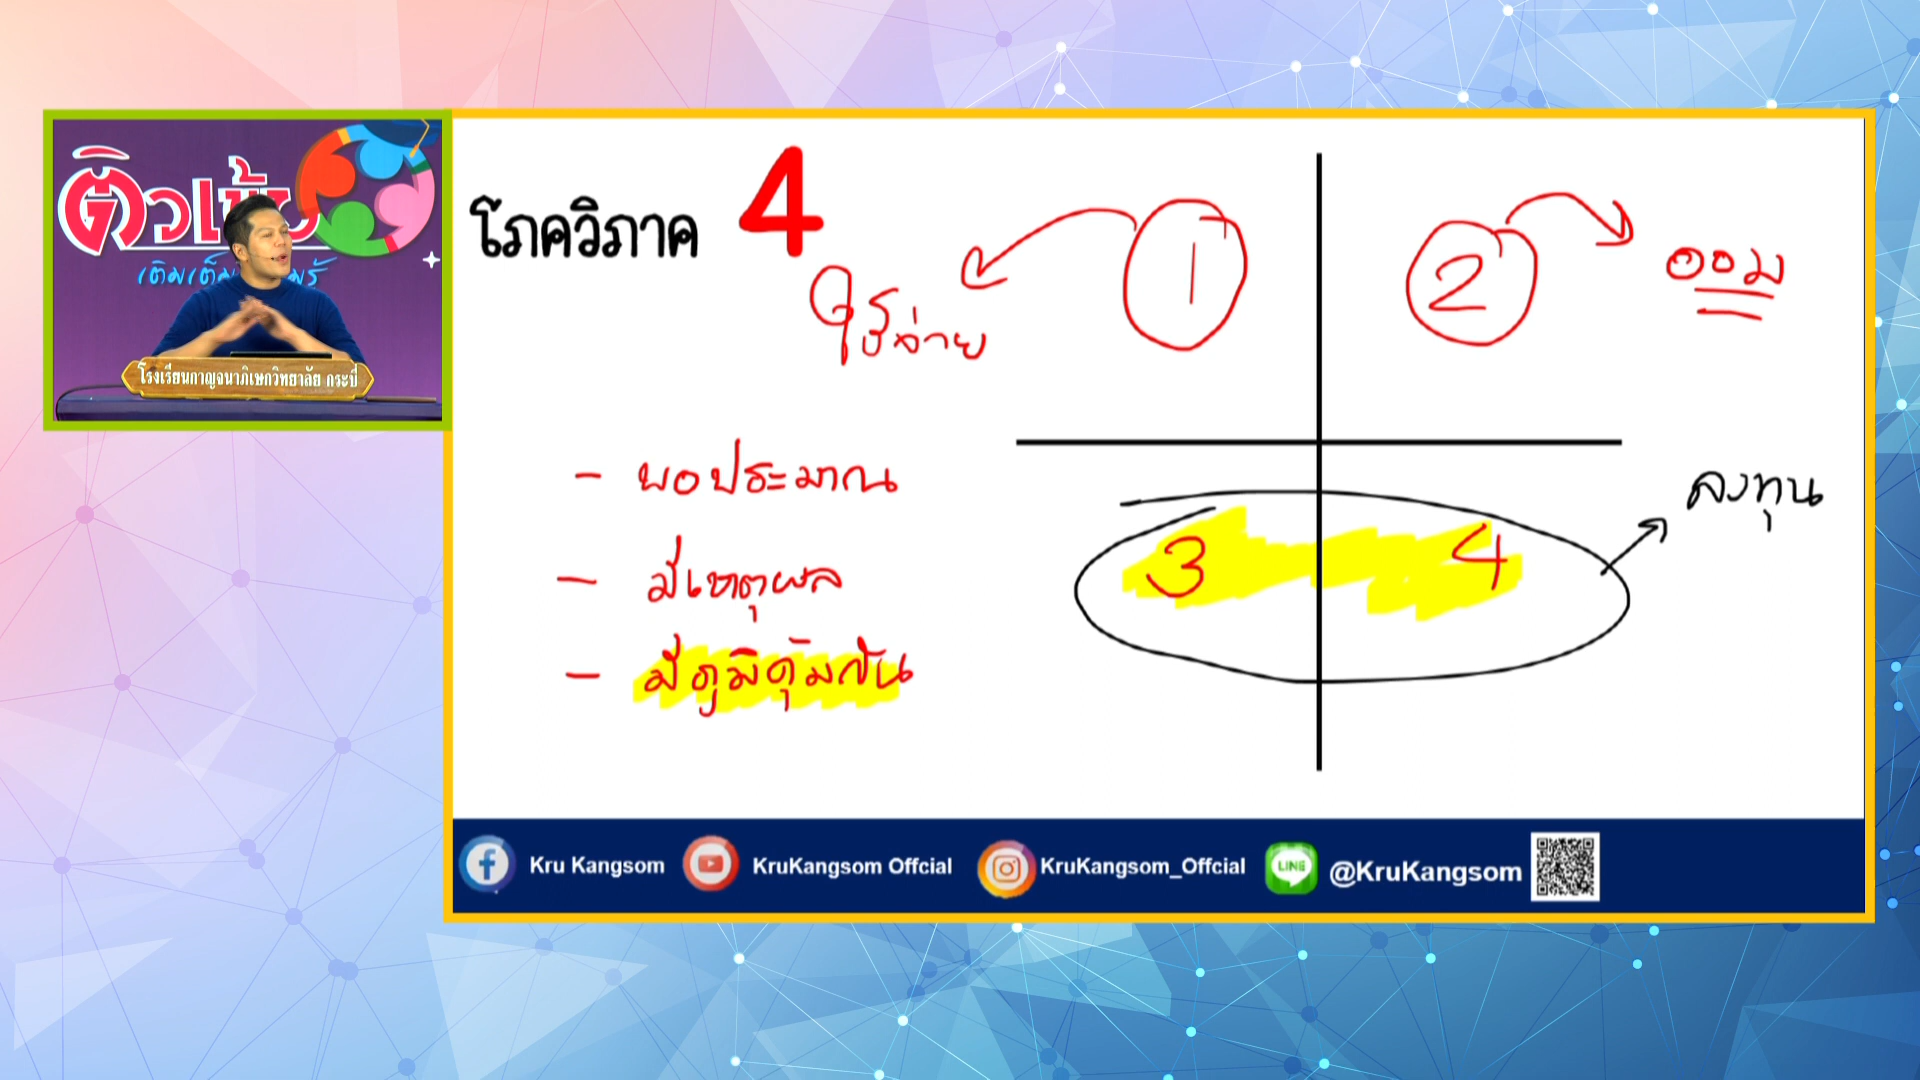 ติวเข้ม
เติมเต็มความรู้
โรงเรียนกาญจนาภิเษกวิทยาลัย กระบี่
โภควิภาค 4
1
2
ใช้จ่าย
ออม
- พอประมาณ
- มีเหตุผล
- มีภูมิคุ้มกัน
3
4
ลงทุน
Kru Kangsom
KruKangsom Offcial
KruKangsom_Offcial
LINE
@KruKangsom